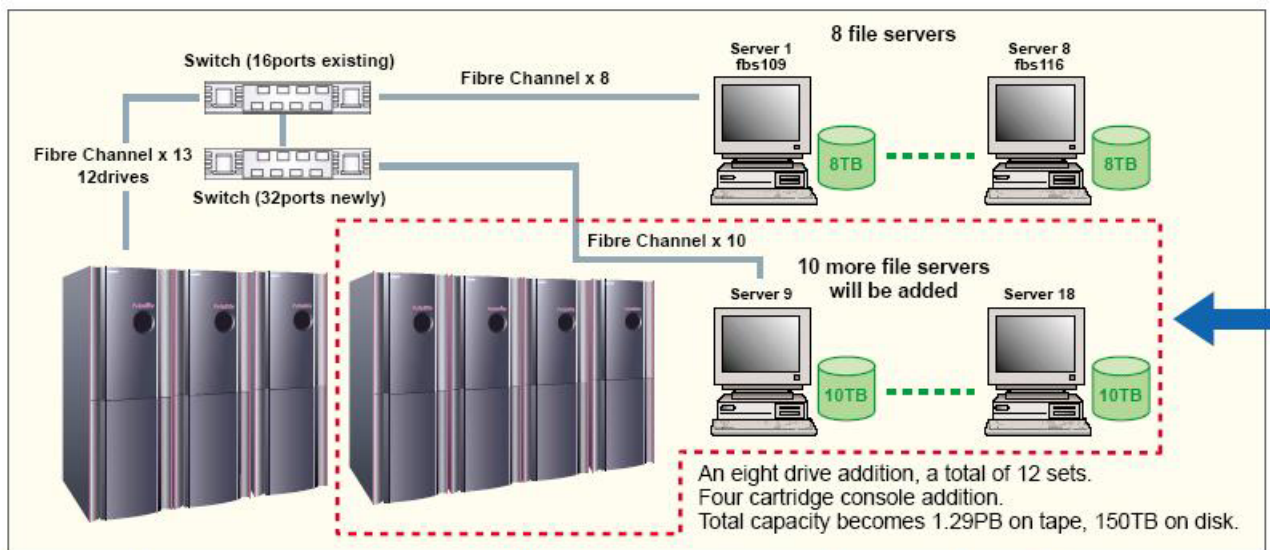 8 file servers
Switch (16ports existing)
Fibre Channel x 8
Server 1
fbs109
Server 8
fbs116
8TB
8TB
Fibre Channel x 13
12drives
Switch (32ports newly)
Fibre Channel x 10
10 more file servers
will be added
Server 9
Server 18
10TB
10TB
An eight drive addition, a total of 12 sets.
Four cartridge console addition.
Total capacity becomes 1.29PB on tape, 150TB on disk.